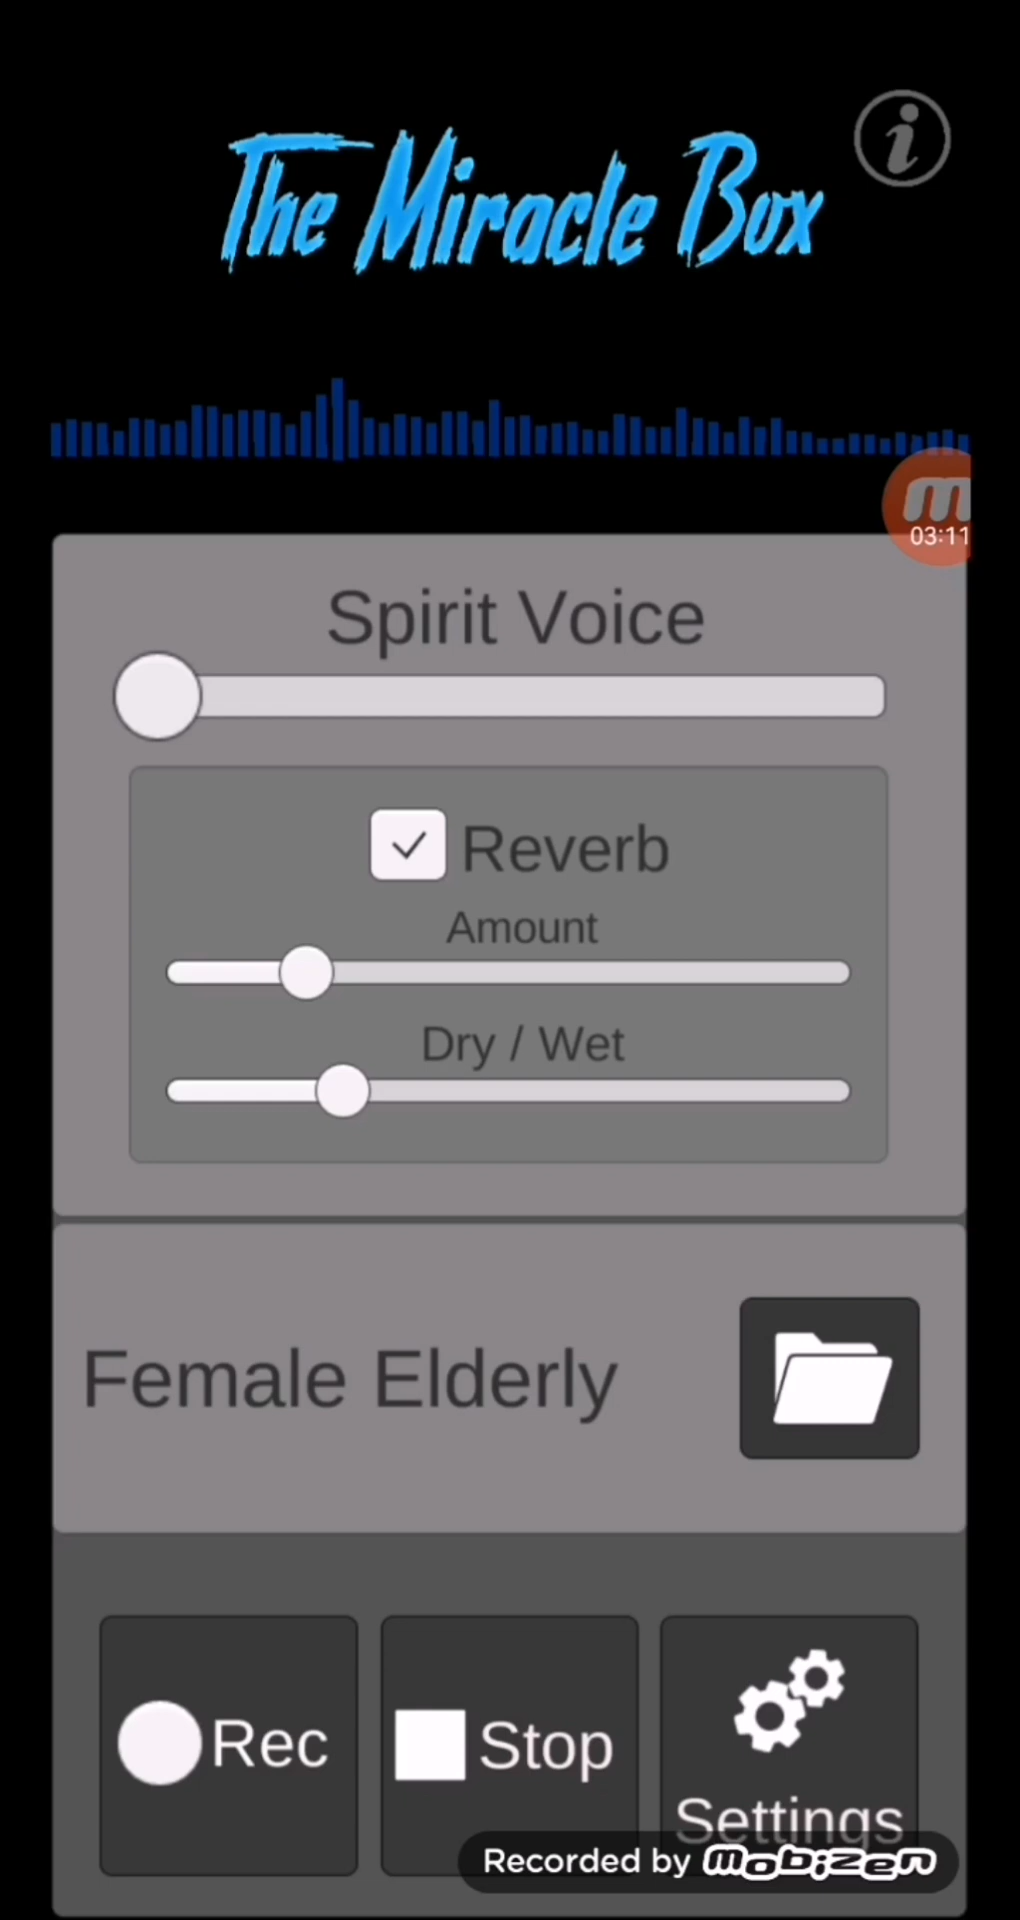 The Miracle Box
03:11
Spirit Voice
Reverb
Amount
Dry / Wet
Female Elderly
Rec
Stop
Settings
Recorded by mobizen